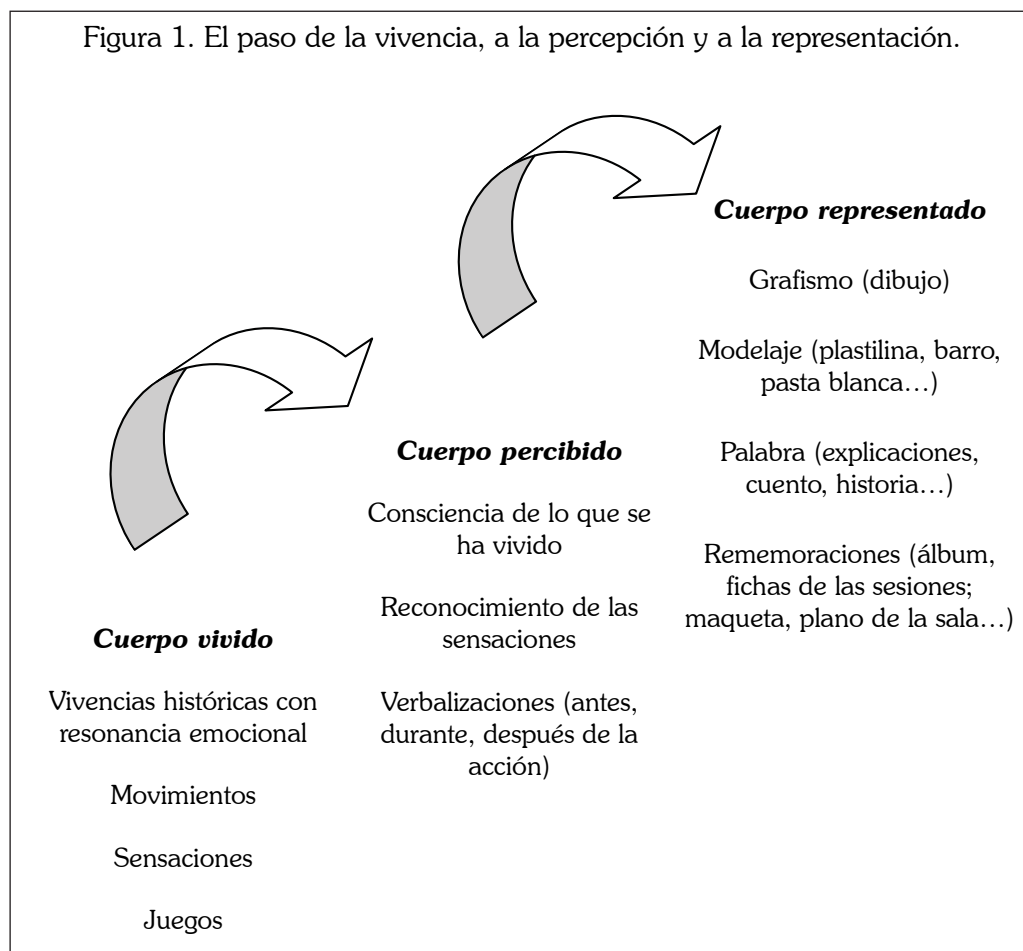 Figura 1. El paso de la vivencia, a la percepción y a la representación.
Cuerpo representado
Grafismo (dibujo)
Modelaje (plastilina, barro,
pasta blanca…)
Palabra (explicaciones,
cuento, historia…)
Rememoraciones (álbum,
fichas de las sesiones;
maqueta, plano de la sala…)
Cuerpo percibido
Consciencia de lo que se
ha vivido
Reconocimiento de las
sensaciones
Verbalizaciones (antes,
durante, después de la
acción)
Cuerpo vivido
Vivencias históricas con
resonancia emocional
Movimientos
Sensaciones
Juegos